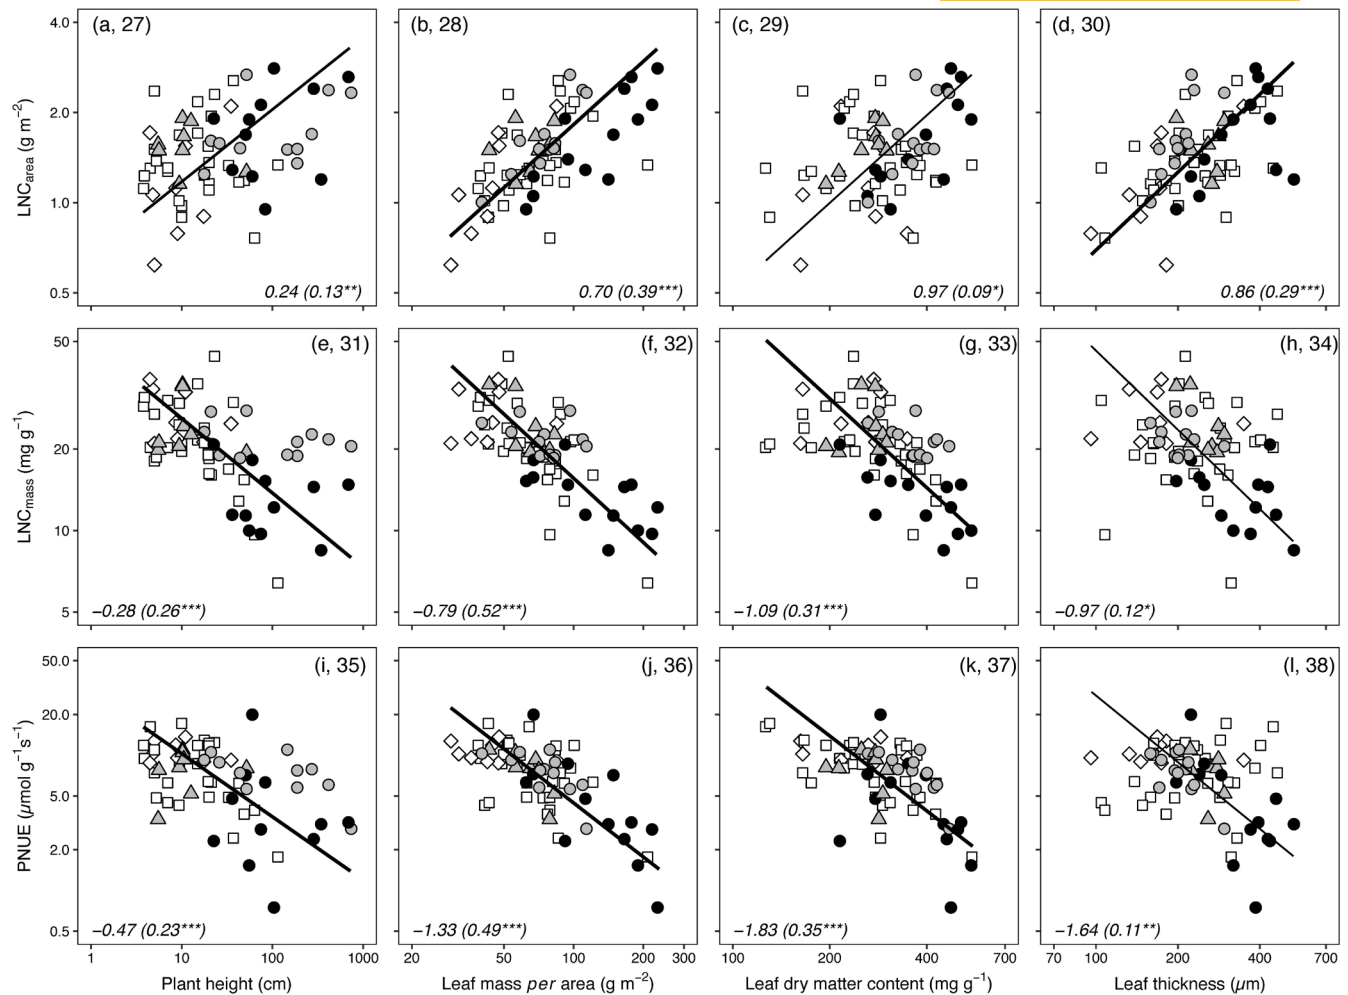 (a, 27) (b, 28) (c, 29) (d, 30)
4.0
2.0
1.0
0.5
LNCarea (g m−2)
0.24 (0.13**) 0.70 (0.39***) 0.97 (0.09*) 0.86 (0.29***)
(e, 31) (f, 32) (g, 33) (h, 34)
50
20
10
5
LNCmass (mg g−1)
−0.28 (0.26***) −0.79 (0.52***) −1.09 (0.31***) −0.97 (0.12*)
(i, 35) (j, 36) (k, 37) (l, 38)
50.0
20.0
5.0
2.0
0.5
PNUE (µmol g−1s−1)
−0.47 (0.23***) −1.33 (0.49***) −1.83 (0.35***) −1.64 (0.11**)
1 10 100 1000 20 50 100 200 300 100 200 400 700 70 100 200 400 700
Plant height (cm) Leaf mass per area (g m−2) Leaf dry matter content (mg g−1) Leaf thickness (µm)